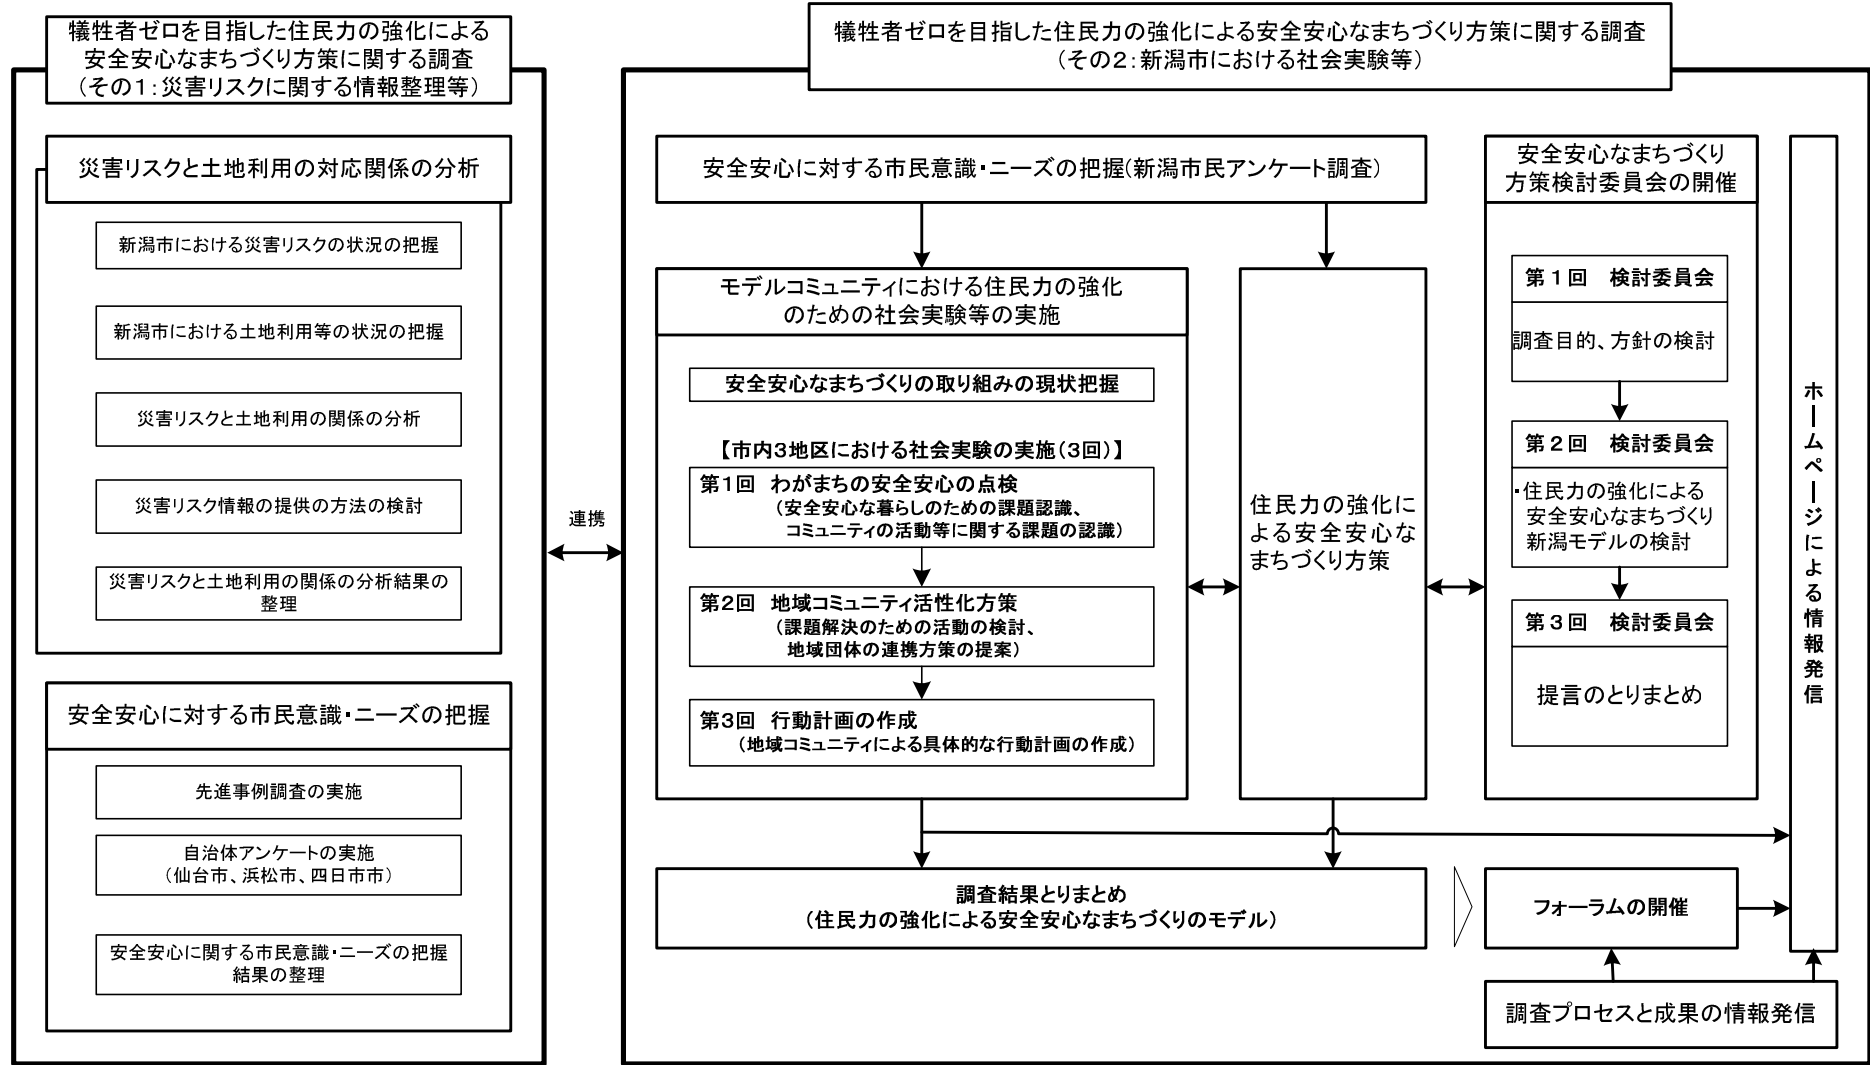 犠牲者ゼロを目指した住民力の強化による
安全安心なまちづくり方策に関する調査
（その１：災害リスクに関する情報整理等）
災害リスクと土地利用の対応関係の分析
新潟市における災害リスクの状況の把握
新潟市における土地利用等の状況の把握
災害リスクと土地利用の関係の分析
災害リスク情報の提供の方法の検討
災害リスクと土地利用の関係の分析結果の
整理
安全安心に対する市民意識・ニーズの把握
先進事例調査の実施
自治体アンケートの実施
（仙台市、浜松市、四日市市）
安全安心に関する市民意識・ニーズの把握
結果の整理
連携
犠牲者ゼロを目指した住民力の強化による安全安心なまちづくり方策に関する調査
（その２：新潟市における社会実験等）
安全安心に対する市民意識・ニーズの把握(新潟市民アンケート調査)
モデルコミュニティにおける住民力の強化
のための社会実験等の実施
安全安心なまちづくりの取り組みの現状把握
【市内３地区における社会実験の実施（３回）】
第１回　わがまちの安全安心の点検
（安全安心な暮らしのための課題認識、
コミュニティの活動等に関する課題の認識）
第２回　地域コミュニティ活性化方策
（課題解決のための活動の検討、
地域団体の連携方策の提案）
第３回　行動計画の作成
（地域コミュニティによる具体的な行動計画の作成）
住民力の強化に
よる安全安心な
まちづくり方策
安全安心なまちづくり
方策検討委員会の開催
第１回　検討委員会
調査目的、方針の検討
第２回　検討委員会
・住民力の強化による
安全安心なまちづくり
新潟モデルの検討
第３回　検討委員会
提言のとりまとめ
ホームページによる情報発信
調査結果とりまとめ
（住民力の強化による安全安心なまちづくりのモデル）
フォーラムの開催
調査プロセスと成果の情報発信